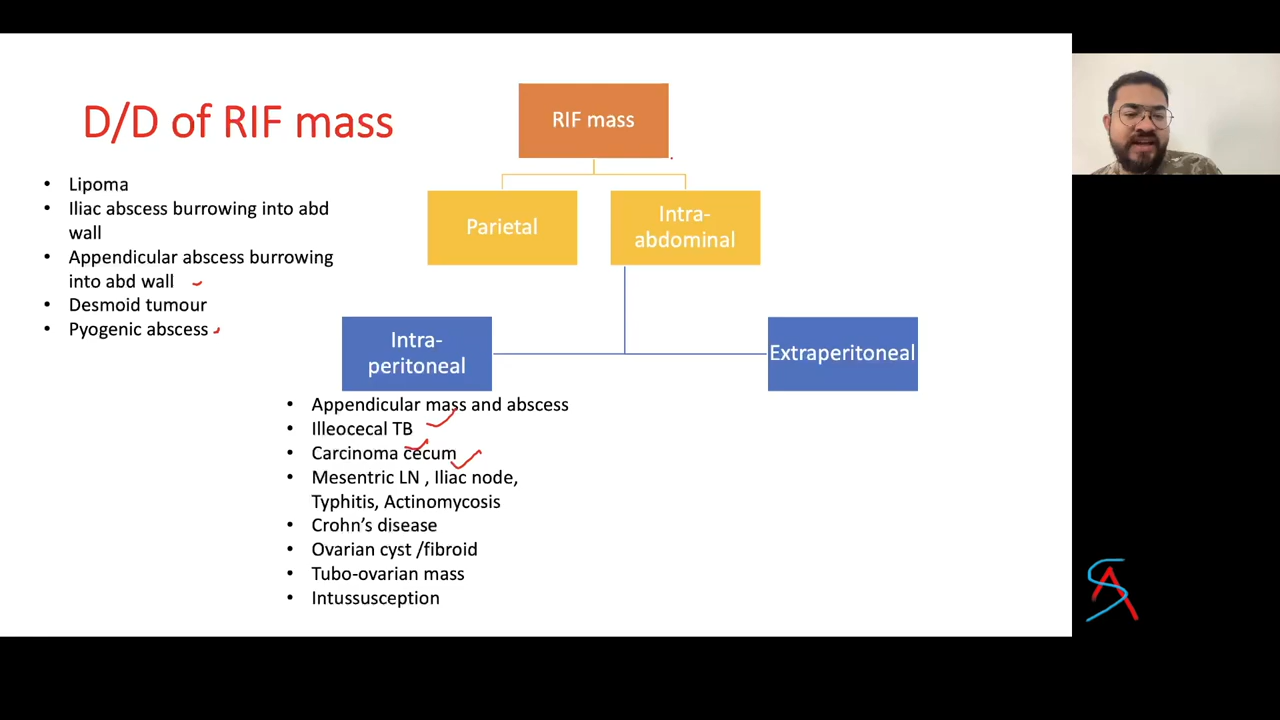 D/D of RIF mass
• Lipoma
• Iliac abscess burrowing into abd
wall
• Appendicular abscess burrowing
into abd wall
• Desmoid tumour
• Pyogenic abscess
RIF mass
Parietal
Intra-
abdominal
Intra-
peritoneal
Extraperitoneal
• Appendicular mass and abscess
• Illeocecal TB
• Carcinoma cecum
• Mesentric LN , Iliac node,
Typhitis, Actinomycosis
• Crohn’s disease
• Ovarian cyst /fibroid
• Tubo-ovarian mass
• Intussusception
SA